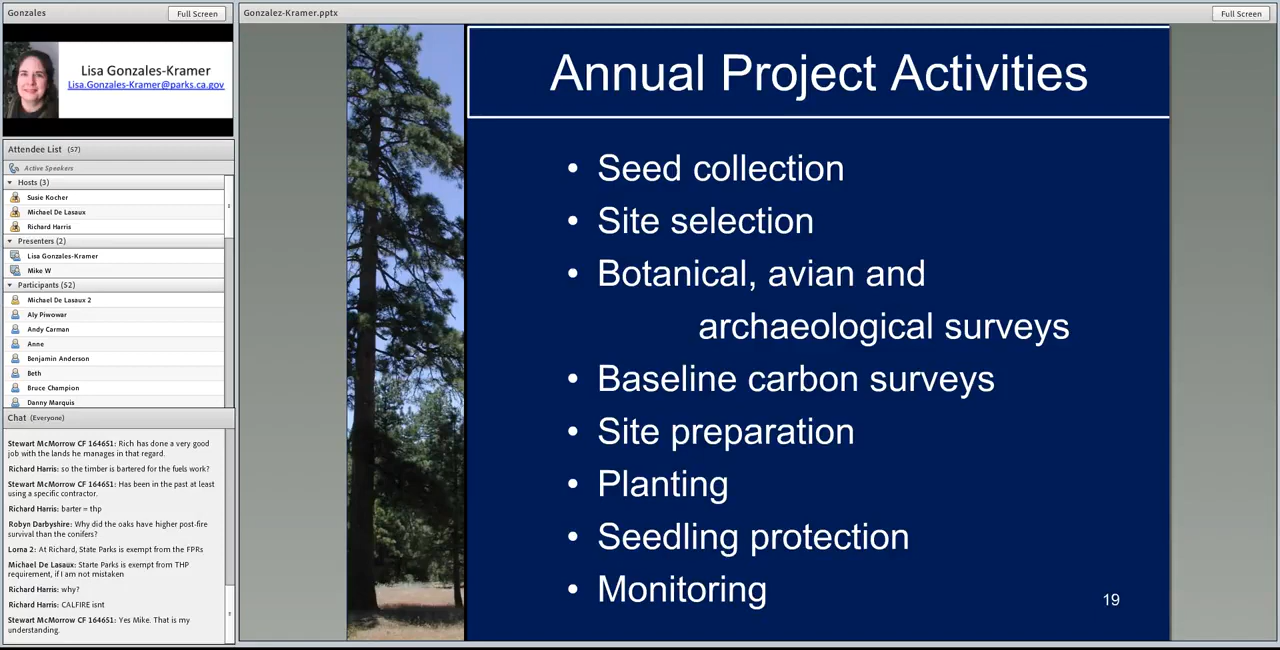 Gonzales
Full Screen
Lisa Gonzales-Kramer
Lisa.Gonzales-Kramer@parks.ca.gov
Attendee List (57)
Active Speakers
Hosts (3)
Susie Kocher
Michael De Lasaux
Richard Harris
Presenters (2)
Lisa Gonzales-Kramer
Mike W
Participants (52)
Michael De Lasaux 2
Aly Piwowar
Andy Carman
Anne
Benjamin Anderson
Beth
Bruce Champion
Danny Marquis
Chat (Everyone)
Stewart McMorrow CF 164651: Rich has done a very good
job with the lands he manages in that regard.
Richard Harris: so the timber is bartered for the fuels work?
Stewart McMorrow CF 164651: Has been in the past at least
using a specific contractor.
Richard Harris: barter = thp
Robyn Darbyshire: Why did the oaks have higher post-fire
survival than the conifers?
Lorna 2: At Richard, State Parks is exempt from the FPRs
Michael De Lasaux: Starte Parks is exempt from THP
requirement, if I am not mistaken
Richard Harris: why?
Richard Harris: CALFIRE isnt
Stewart McMorrow CF 164651: Yes Mike. That is my
understanding.
Gonzalez-Kramer.pptx
Full Screen
Annual Project Activities
• Seed collection
• Site selection
• Botanical, avian and
archaeological surveys
• Baseline carbon surveys
• Site preparation
• Planting
• Seedling protection
• Monitoring
19